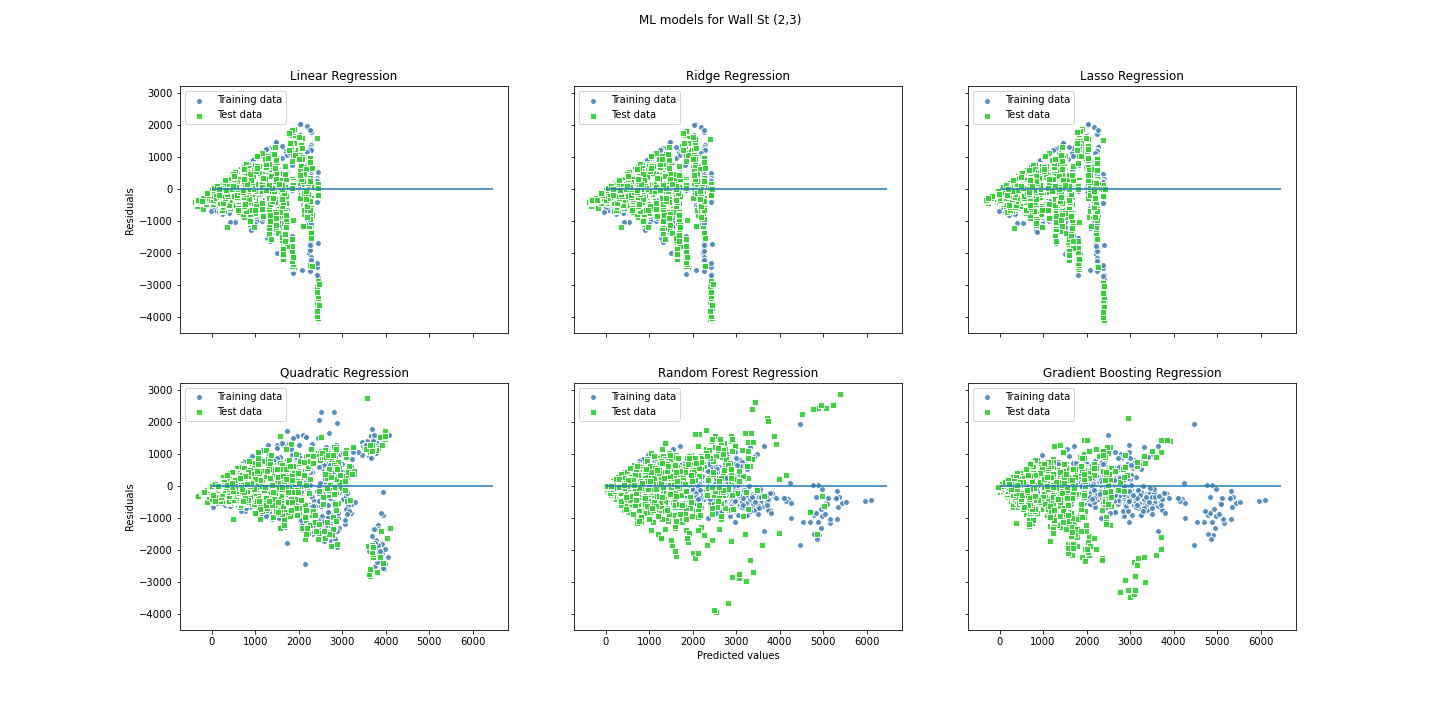 ML models for Wall St (2,3)
Linear Regression
Ridge Regression
Lasso Regression
Training data
Test data
Training data
Test data
Training data
Test data
3000
2000
1000
0
−1000
−2000
−3000
−4000
Residuals
Quadratic Regression
Random Forest Regression
Gradient Boosting Regression
Training data
Test data
Training data
Test data
Training data
Test data
3000
2000
1000
0
−1000
−2000
−3000
−4000
Residuals
0 1000 2000 3000 4000 5000 6000
0 1000 2000 3000 4000 5000 6000
0 1000 2000 3000 4000 5000 6000
Predicted values